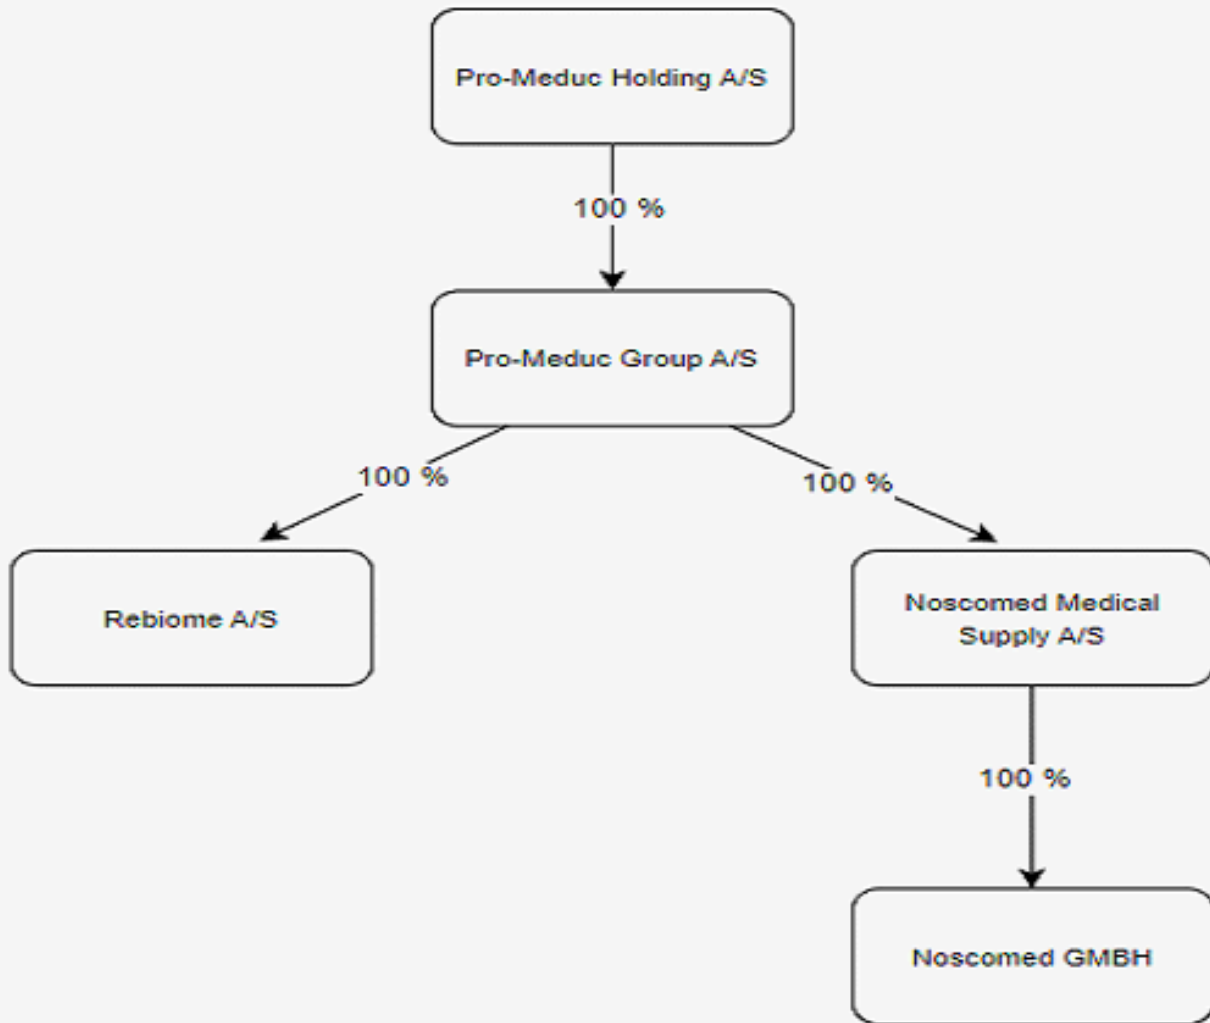 Pro-Meduc Holding A/S
100 %
Pro-Meduc Group A/S
100 %
100 %
Rebiome A/S
Noscomed Medical
Supply A/S
100 %
Noscomed GMBH